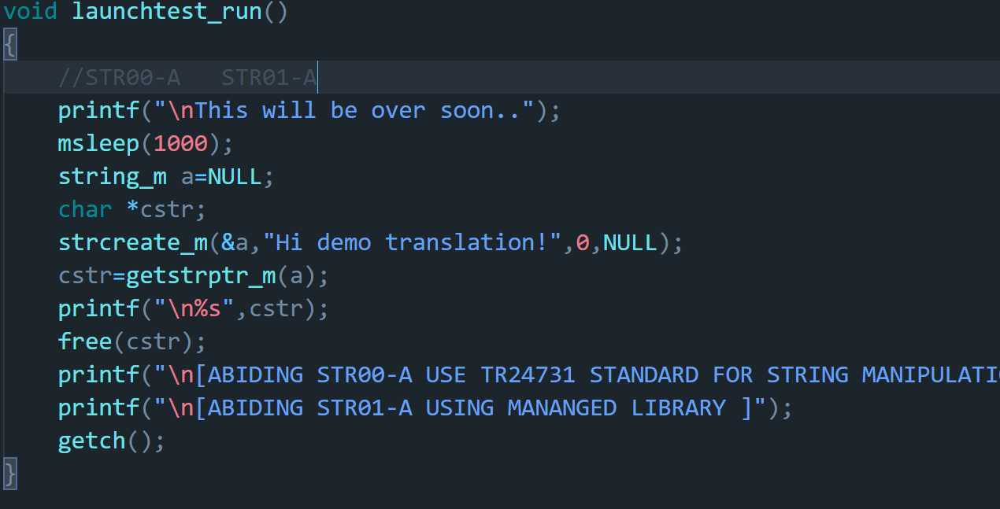 void launchtest_run()
{
//STR00-A   STR01-A
printf("\nThis will be over soon..");
msleep(1000);
string_m a=NULL;
char *cstr;
strcreate_m(&a,"Hi demo translation!",0,NULL);
cstr=getstrptr_m(a);
printf("\n%s",cstr);
free(cstr);
printf("\n[ABIDING STR00-A USE TR24731 STANDARD FOR STRING MANIPULATI
printf("\n[ABIDING STR01-A USING MANANGED LIBRARY ]");
getch();
}